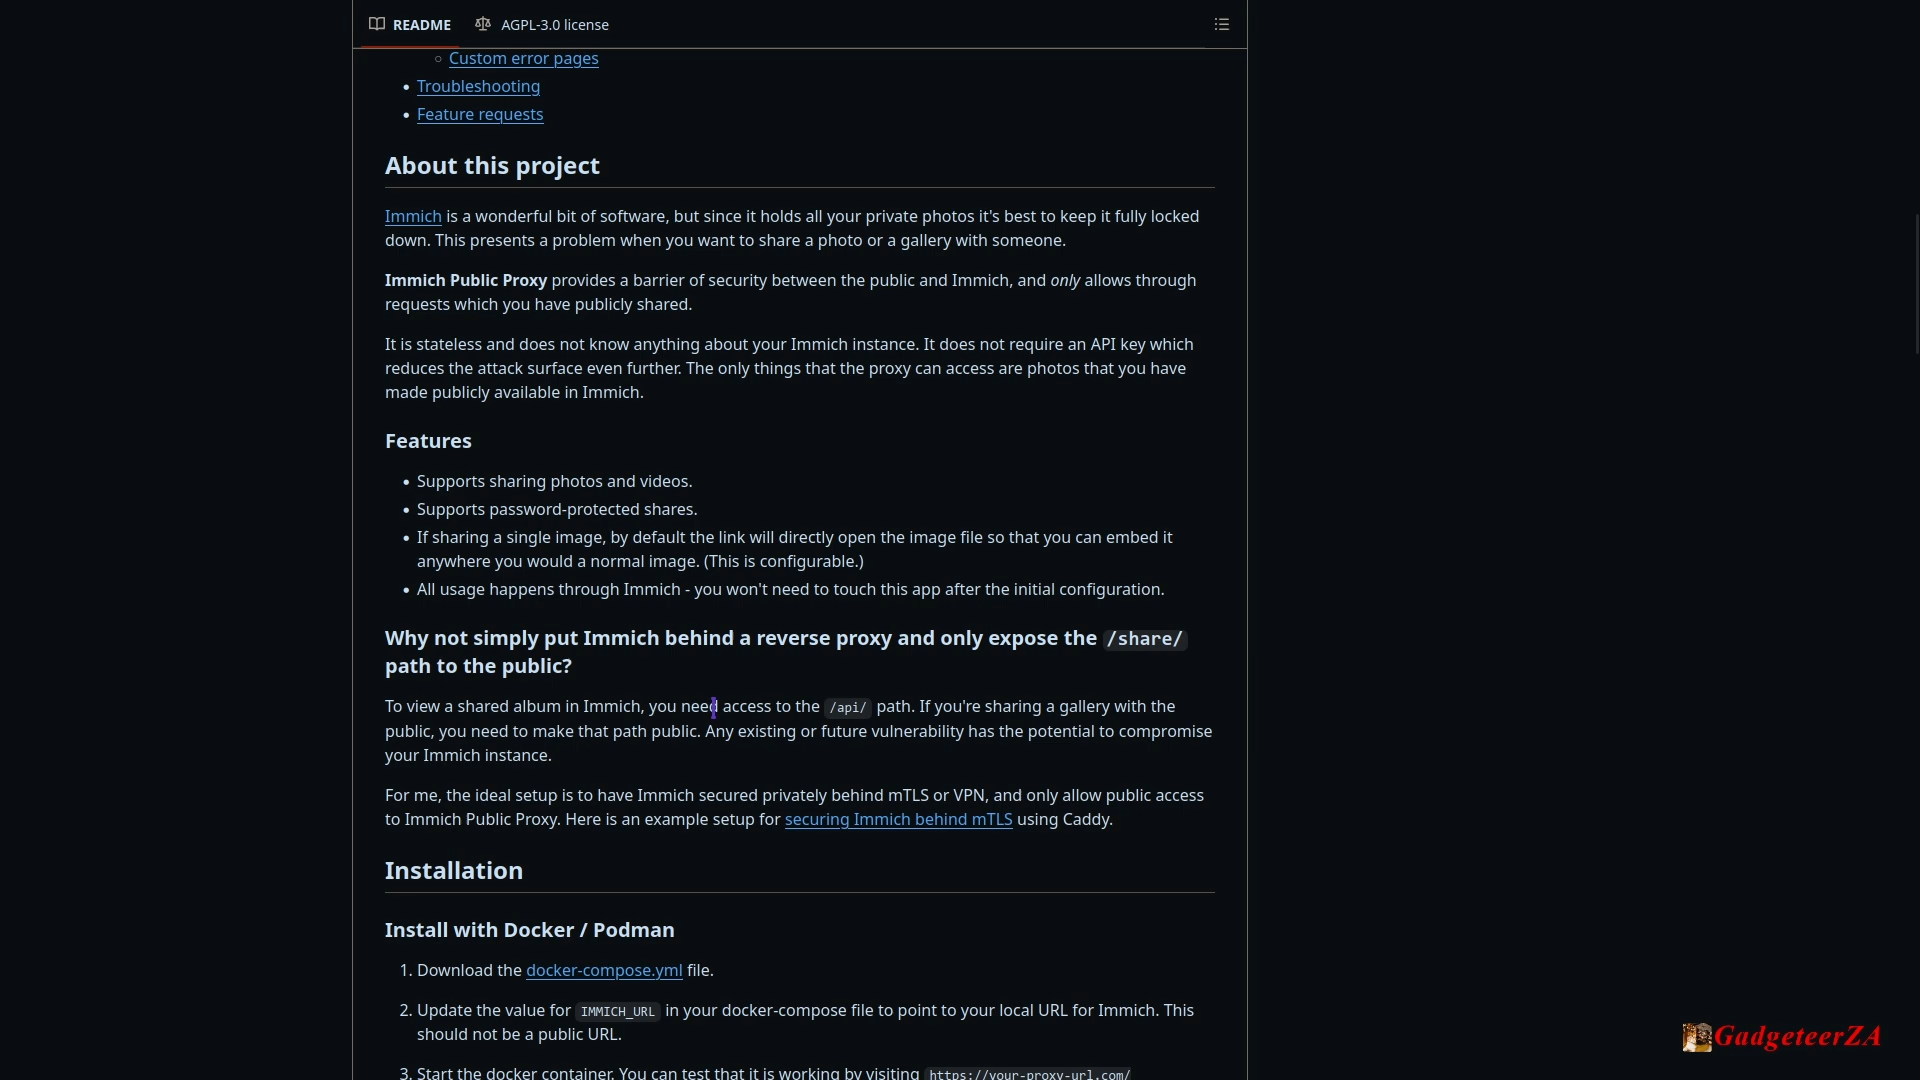 README AGPL-3.0 license
Custom error pages
Troubleshooting
Feature requests
About this project
Immich is a wonderful bit of software, but since it holds all your private photos it's best to keep it fully locked
down. This presents a problem when you want to share a photo or a gallery with someone.
Immich Public Proxy provides a barrier of security between the public and Immich, and only allows through
requests which you have publicly shared.
It is stateless and does not know anything about your Immich instance. It does not require an API key which
reduces the attack surface even further. The only things that the proxy can access are photos that you have
made publicly available in Immich.
Features
Supports sharing photos and videos.
Supports password-protected shares.
If sharing a single image, by default the link will directly open the image file so that you can embed it
anywhere you would a normal image. (This is configurable.)
All usage happens through Immich - you won't need to touch this app after the initial configuration.
Why not simply put Immich behind a reverse proxy and only expose the /share/
path to the public?
To view a shared album in Immich, you need access to the /api/ path. If you're sharing a gallery with the
public, you need to make that path public. Any existing or future vulnerability has the potential to compromise
your Immich instance.
For me, the ideal setup is to have Immich secured privately behind mTLS or VPN, and only allow public access
to Immich Public Proxy. Here is an example setup for securing Immich behind mTLS using Caddy.
Installation
Install with Docker / Podman
1. Download the docker-compose.yml file.
2. Update the value for IMMICH_URL in your docker-compose file to point to your local URL for Immich. This
should not be a public URL.
3. Start the docker container. You can test that it is working by visiting https://your-proxy-url.com/
GadgeteerZA